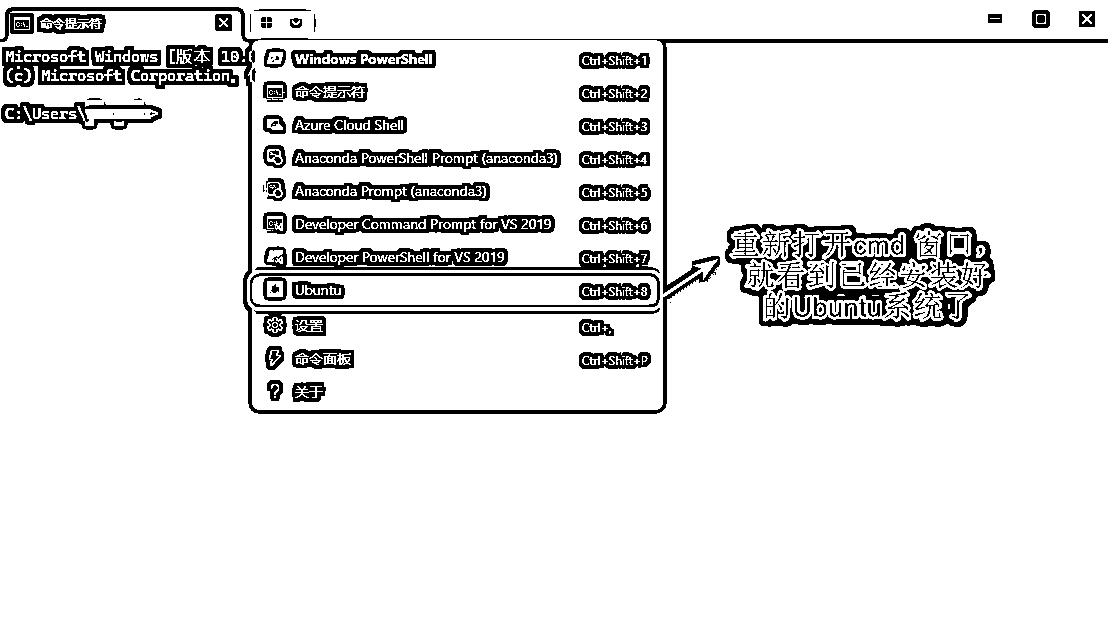 命令提示符
Microsoft Windows [版本 10.
(c) Microsoft Corporation.
C:\Users\
Windows PowerShell Ctrl+Shift+1
命令提示符 Ctrl+Shift+2
Azure Cloud Shell Ctrl+Shift+3
Anaconda PowerShell Prompt (anaconda3) Ctrl+Shift+4
Anaconda Prompt (anaconda3) Ctrl+Shift+5
Developer Command Prompt for VS 2019 Ctrl+Shift+6
Developer PowerShell for VS 2019 Ctrl+Shift+7
Ubuntu Ctrl+Shift+8
设置 Ctrl+,
命令面板 Ctrl+Shift+P
关于
重新打开cmd 窗口，
就看到已经安装好
的Ubuntu系统了